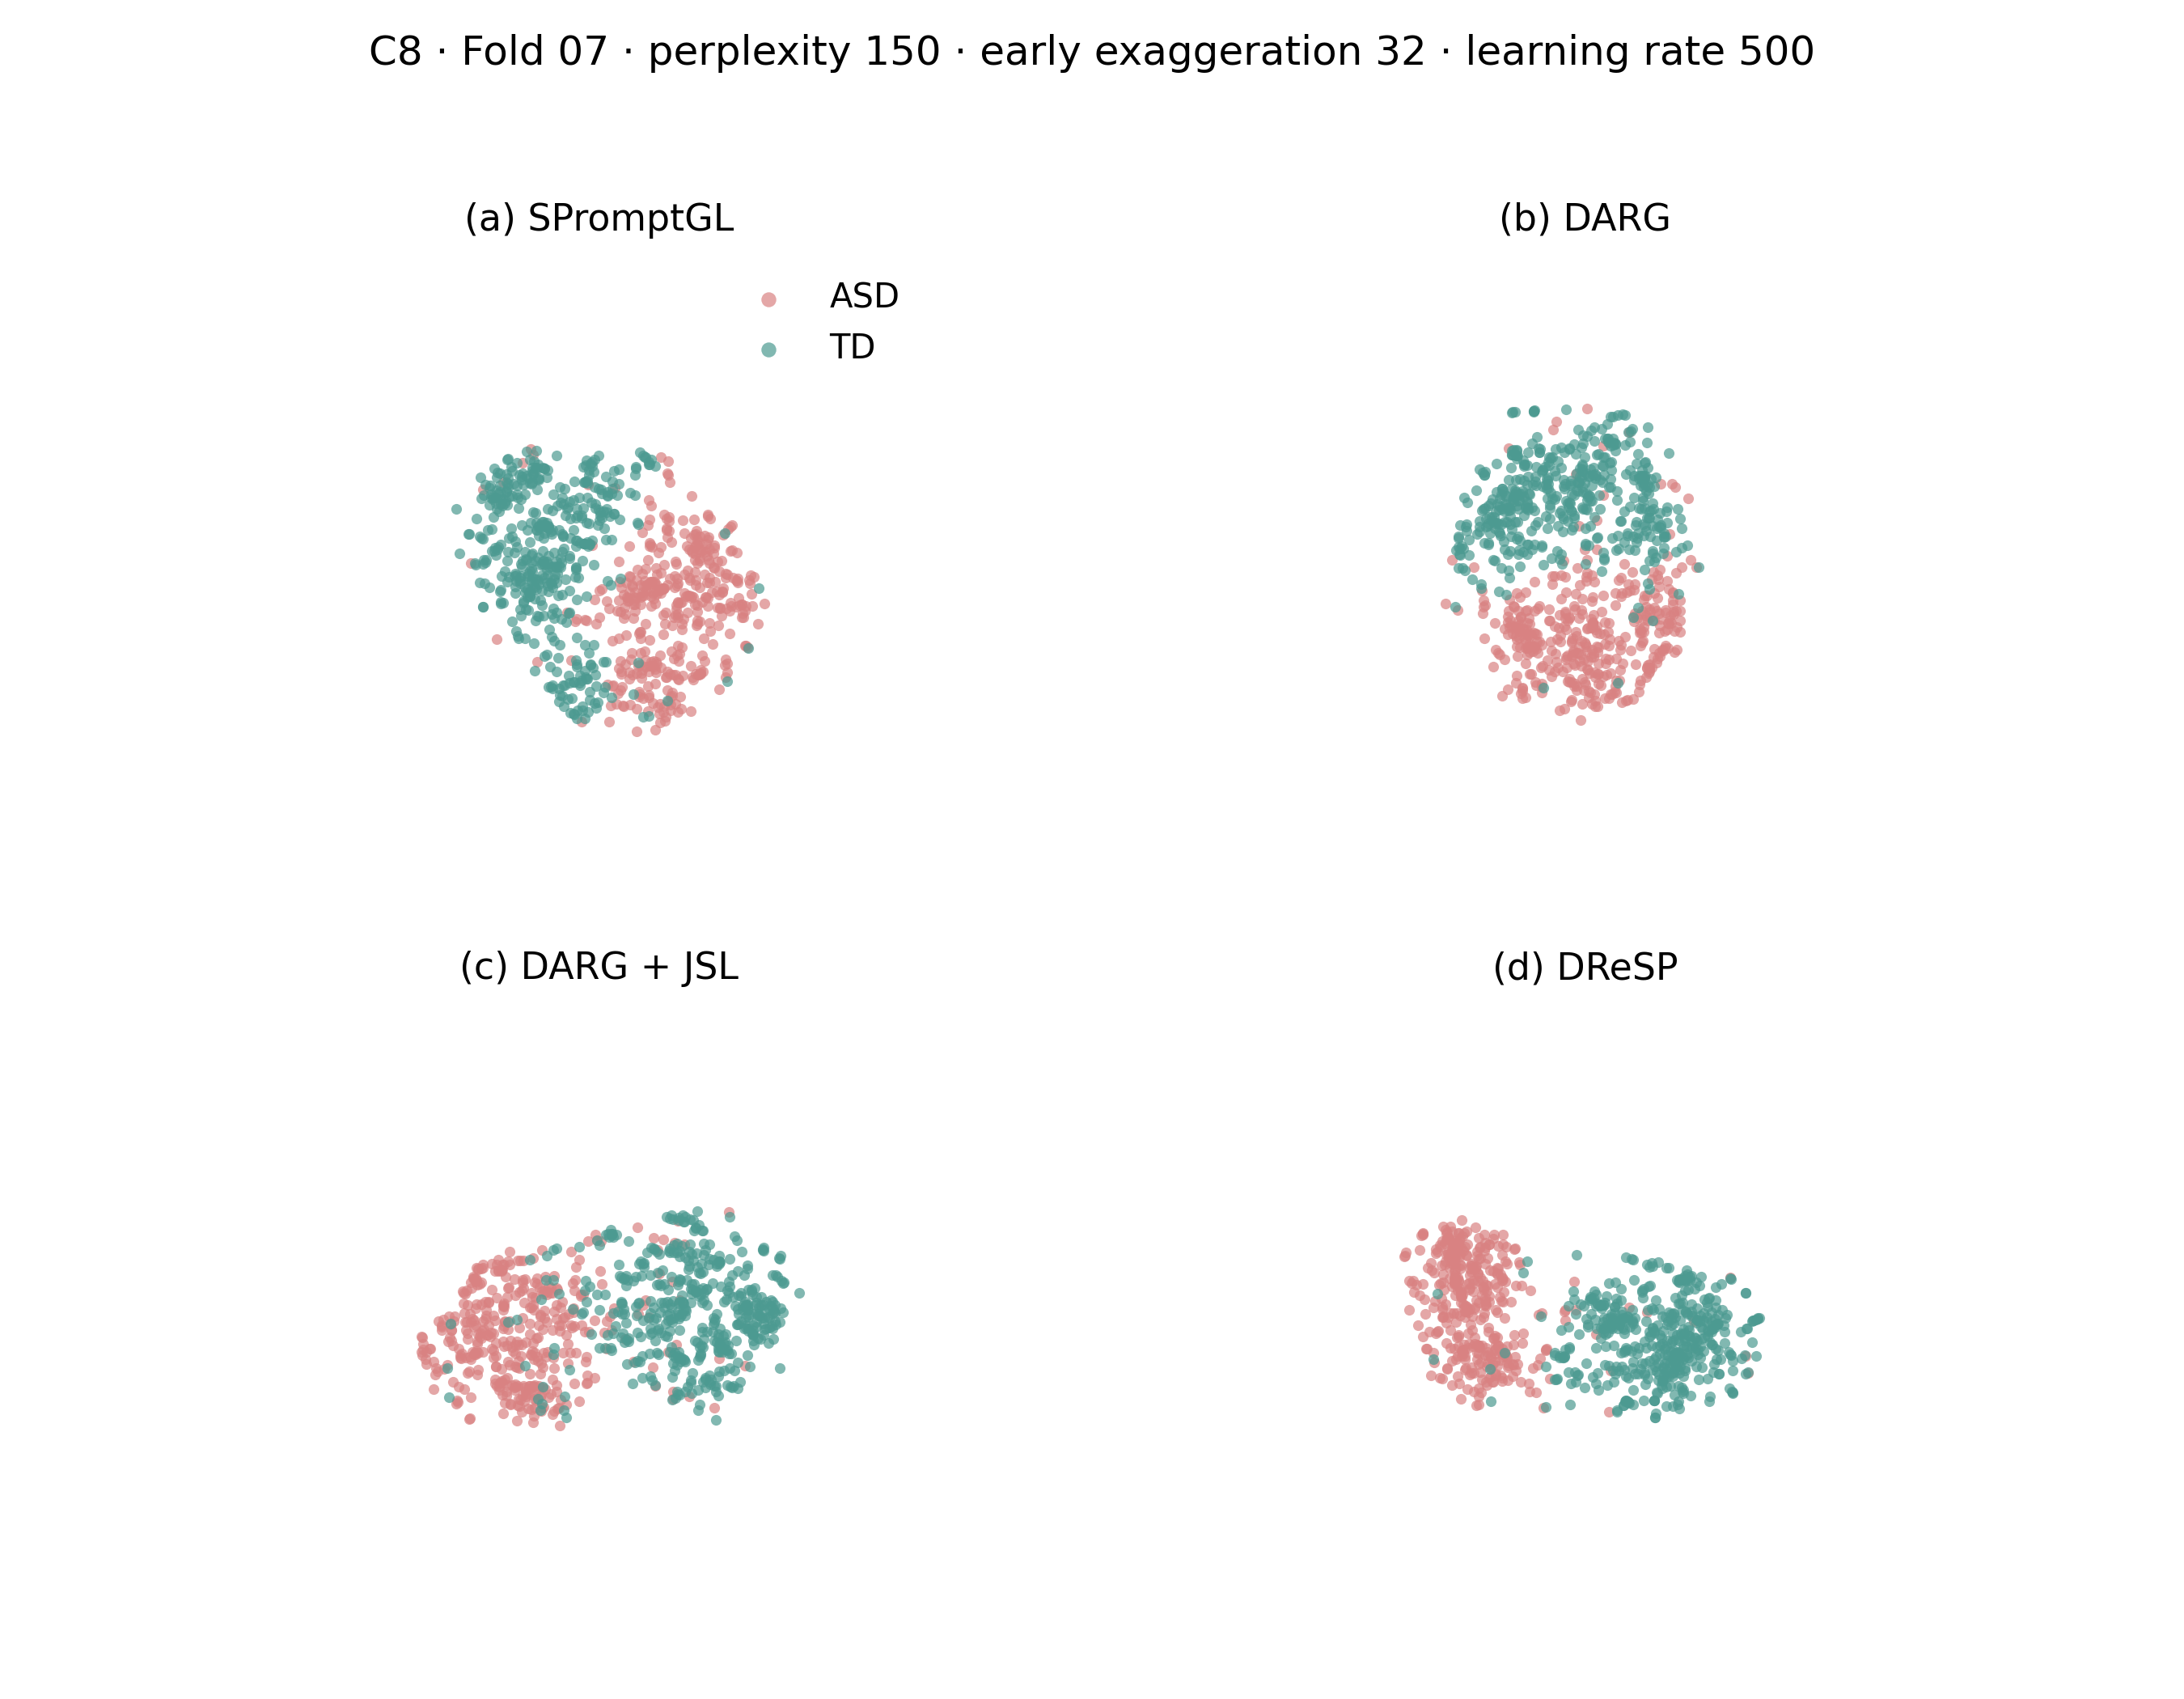 C8 · Fold 07 · perplexity 150 · early exaggeration 32 · learning rate 500
(a) SPromptGL
(b) DARG
ASD
TD
(c) DARG + JSL
(d) DReSP